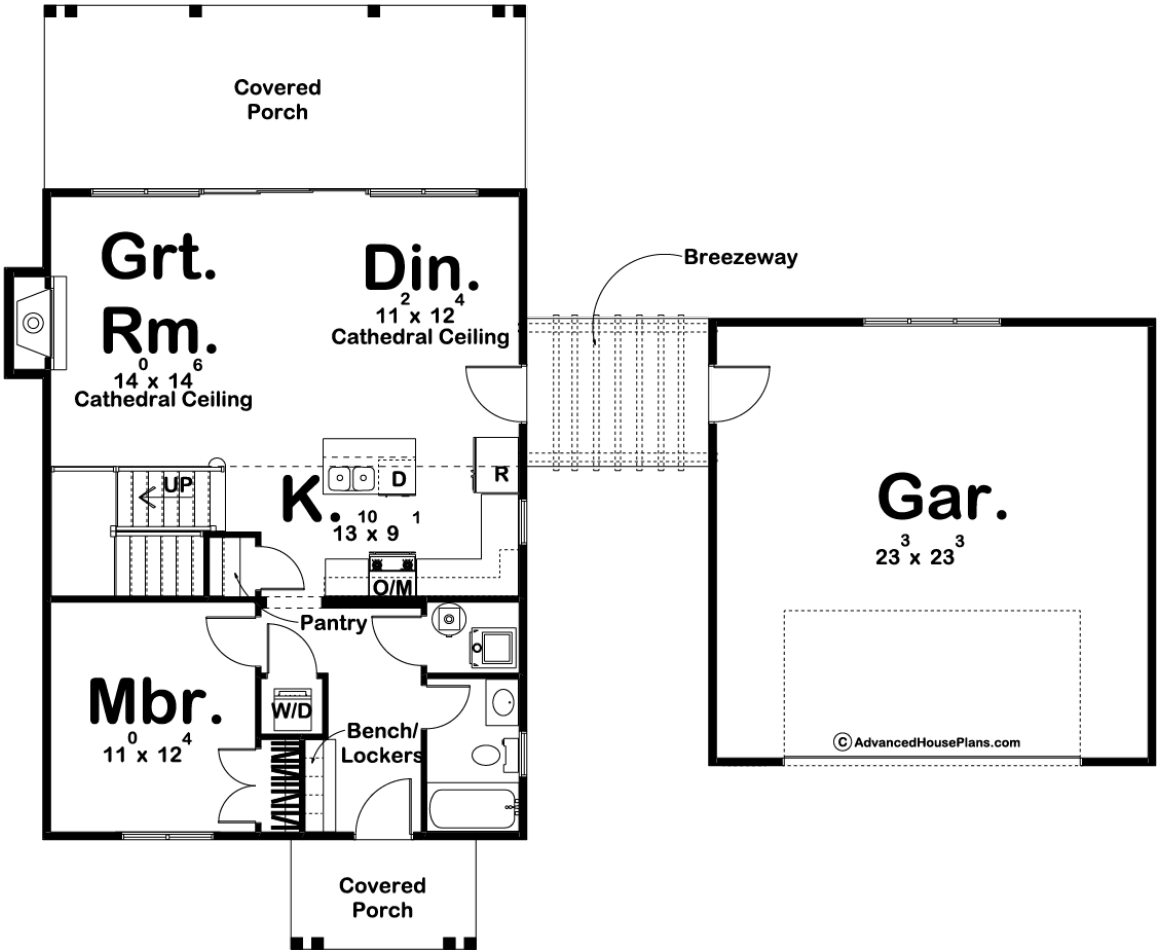 Covered
Porch
Grt.
Rm.
14⁰ x 14⁶
Cathedral Ceiling
Din.
11² x 12⁴
Cathedral Ceiling
Breezeway
UP
K.
13¹⁰ x 9¹
D
R
O/M
Pantry
Gar.
23³ x 23³
Mbr.
11⁰ x 12⁴
W/D
Bench/
Lockers
© AdvancedHousePlans.com
Covered
Porch